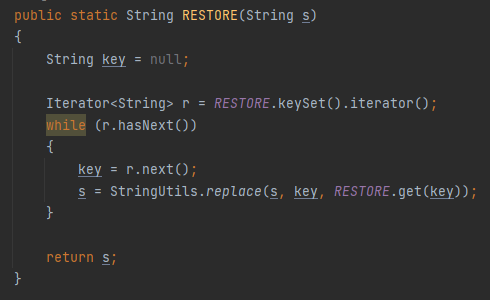 public static String RESTORE(String s)
{
String key = null;
Iterator<String> r = RESTORE.keySet().iterator();
while (r.hasNext())
{
key = r.next();
s = StringUtils.replace(s, key, RESTORE.get(key));
}
return s;
}